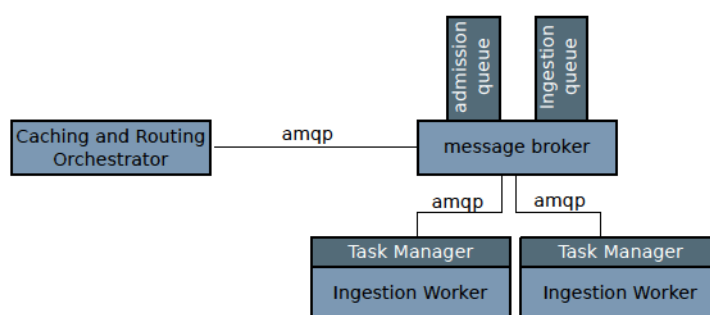 admission
queue
Ingestion
queue
Caching and Routing
Orchestrator
amqp
message broker
amqp
amqp
Task Manager
Ingestion Worker
Task Manager
Ingestion Worker